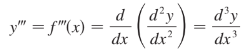 y''' = f'''(x) = d/dx (d²y/dx²) = d³y/dx³